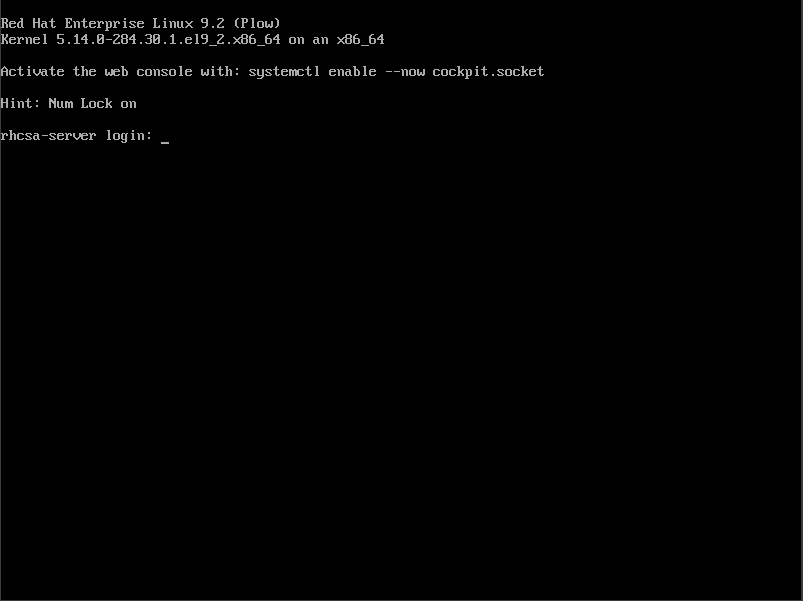 Red Hat Enterprise Linux 9.2 (Plow)
Kernel 5.14.0-284.30.1.el9_2.x86_64 on an x86_64
Activate the web console with: systemctl enable --now cockpit.socket
Hint: Num Lock on
rhcsa-server login: _